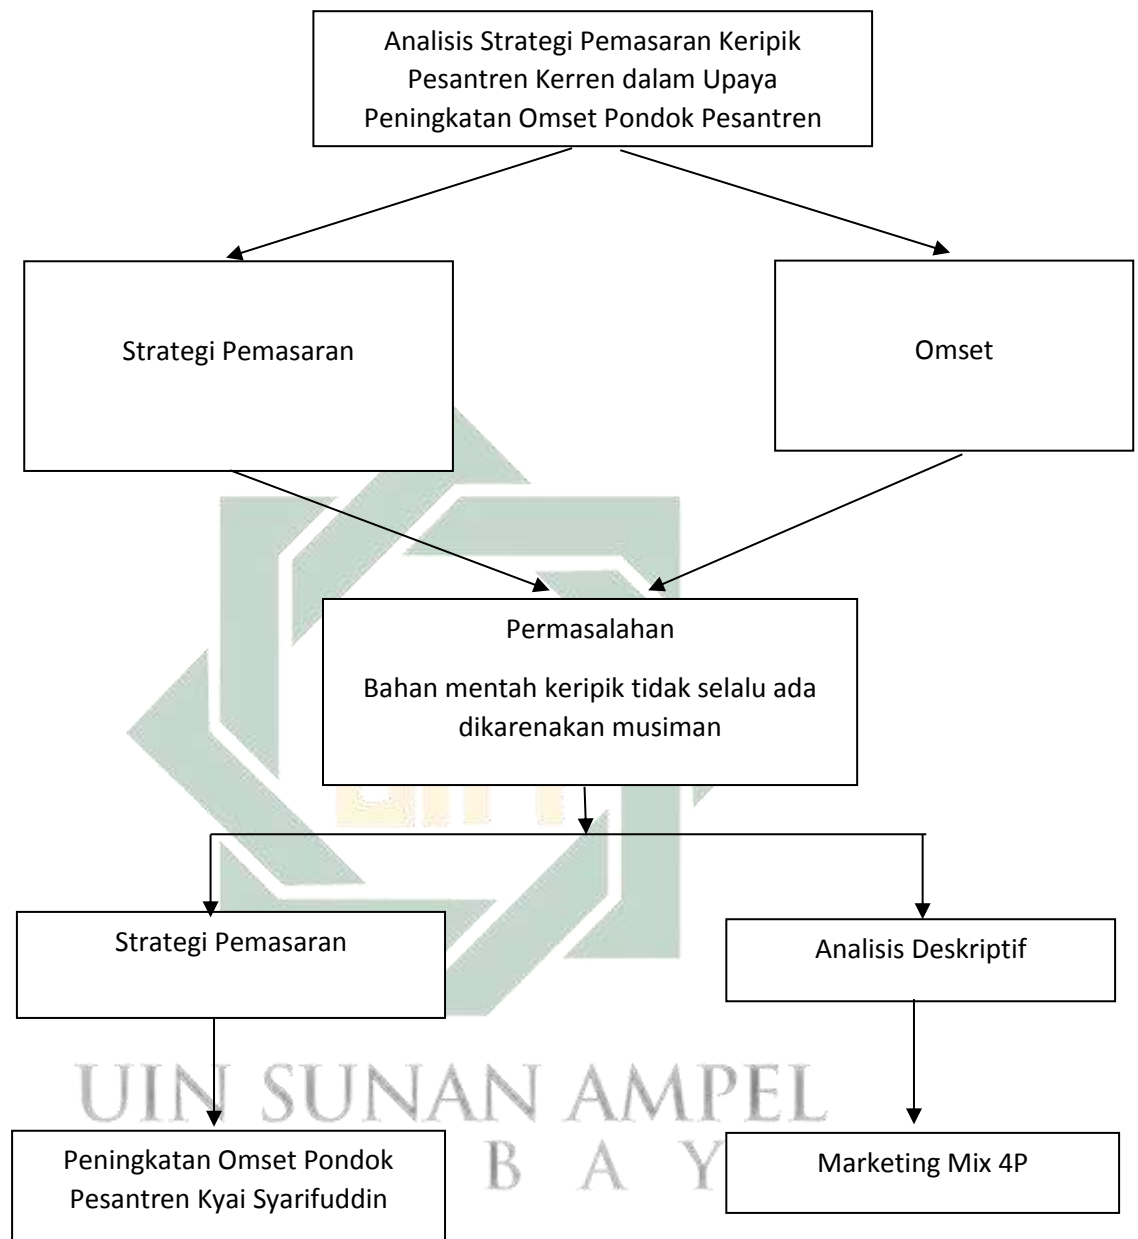 Analisis Strategi Pemasaran Keripik
Pesantren Kerren dalam Upaya
Peningkatan Omset Pondok Pesantren
Strategi Pemasaran
Omset
Permasalahan
Bahan mentah keripik tidak selalu ada
dikarenakan musiman
Strategi Pemasaran
Analisis Deskriptif
UIN SUNAN AMPEL
Peningkatan Omset Pondok
Pesantren Kyai Syarifuddin
B A Y
Marketing Mix 4P